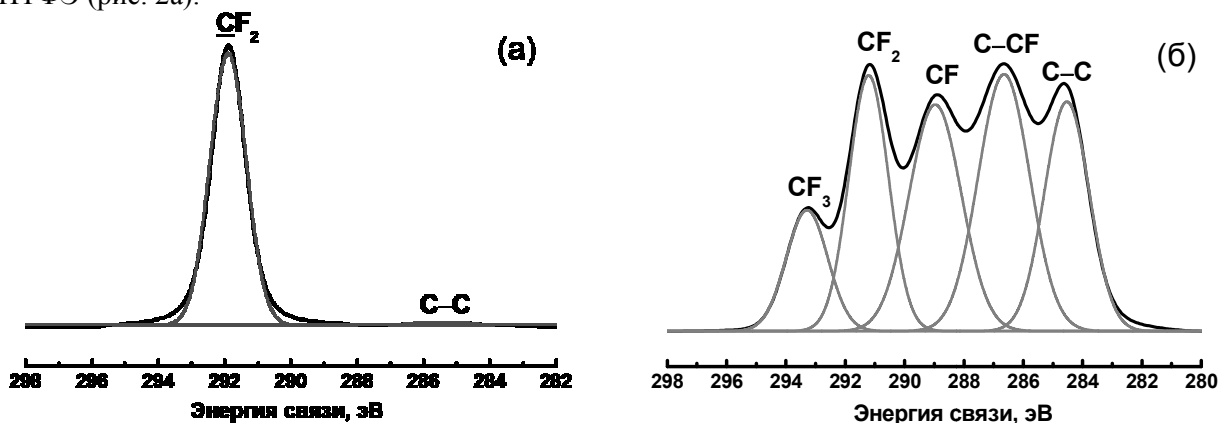 (рис. 2а).
CF2
(а)
C–C
298 296 294 292 290 288 286 284 282
Энергия связи, эВ
CF3
CF2
CF
C–CF
C–C
(б)
298 296 294 292 290 288 286 284 282 280
Энергия связи, эВ